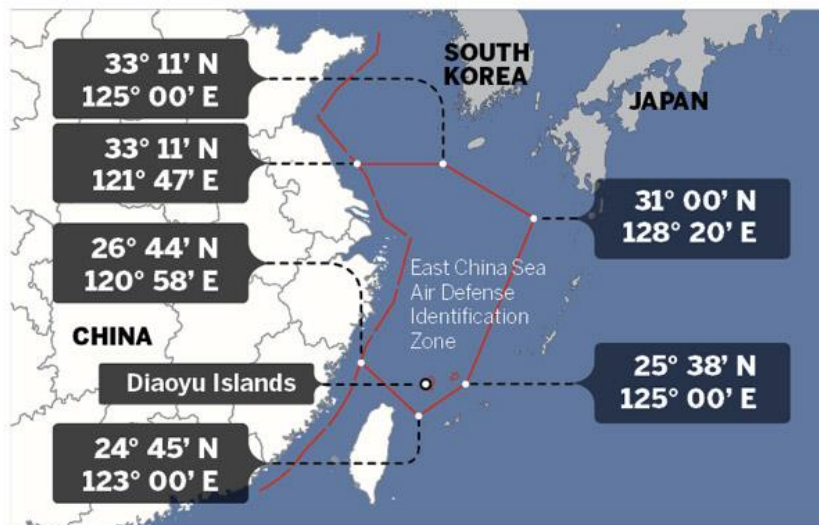 33° 11’ N
125° 00’ E
SOUTH
KOREA
JAPAN
33° 11’ N
121° 47’ E
31° 00’ N
128° 20’ E
26° 44’ N
120° 58’ E
East China Sea
Air Defense
Identification
Zone
CHINA
Diaoyu Islands
25° 38’ N
125° 00’ E
24° 45’ N
123° 00’ E